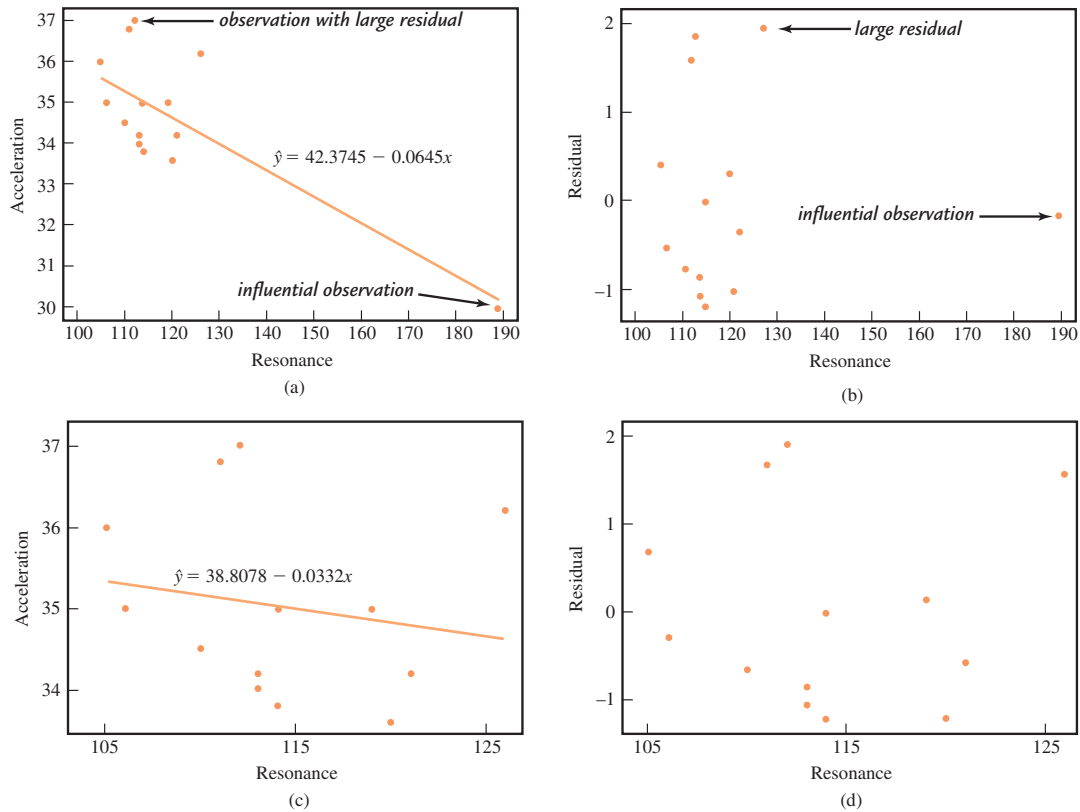 37
36
35
34
33
32
31
30
Acceleration
observation with large residual
ŷ = 42.3745 − 0.0645x
influential observation
100 110 120 130 140 150 160 170 180 190
Resonance
(a)
2
1
0
−1
Residual
large residual
influential observation
100 110 120 130 140 150 160 170 180 190
Resonance
(b)
37
36
35
34
Acceleration
ŷ = 38.8078 − 0.0332x
105 115 125
Resonance
(c)
2
1
0
−1
Residual
105 115 125
Resonance
(d)